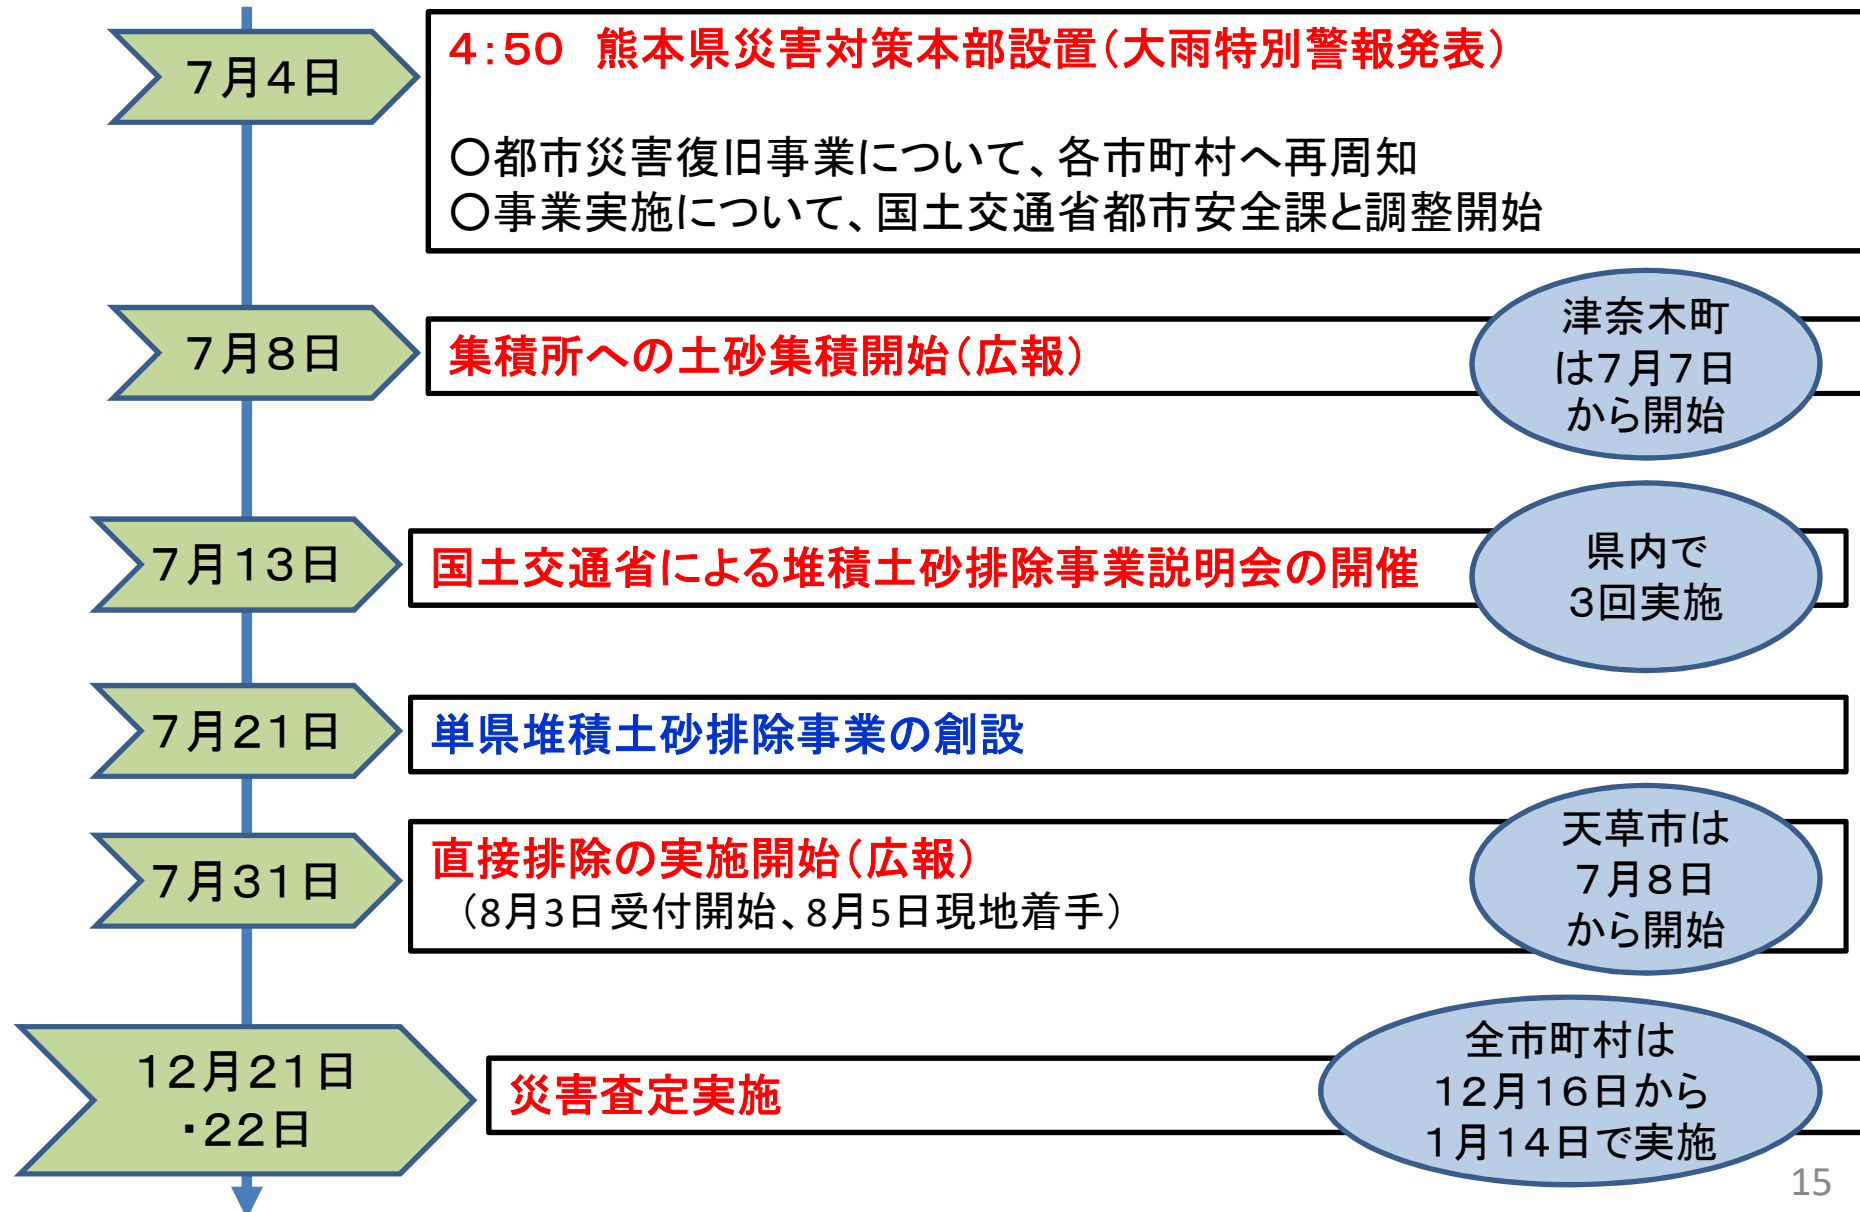 7月4日
4:50 熊本県災害対策本部設置(大雨特別警報発表)
〇都市災害復旧事業について、各市町村へ再周知
〇事業実施について、国土交通省都市安全課と調整開始
7月8日
集積所への土砂集積開始(広報)
津奈木町
は7月7日
から開始
7月13日
国土交通省による堆積土砂排除事業説明会の開催
県内で
3回実施
7月21日
単県堆積土砂排除事業の創設
7月31日
直接排除の実施開始(広報)
(8月3日受付開始、8月5日現地着手)
天草市は
7月8日
から開始
12月21日
・22日
災害査定実施
全市町村は
12月16日から
1月14日で実施
15